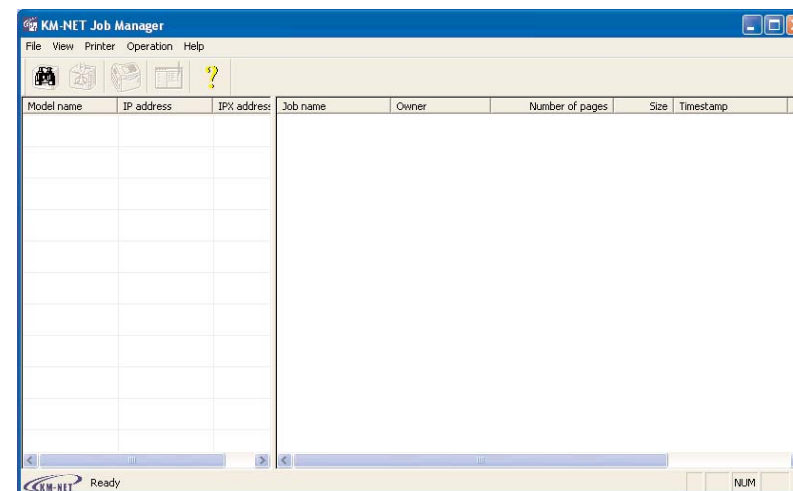 KM-NET Job Manager
File View Printer Operation Help
?
Model name IP address IPX address Job name Owner Number of pages Size Timestamp
KM-NET Ready NUM